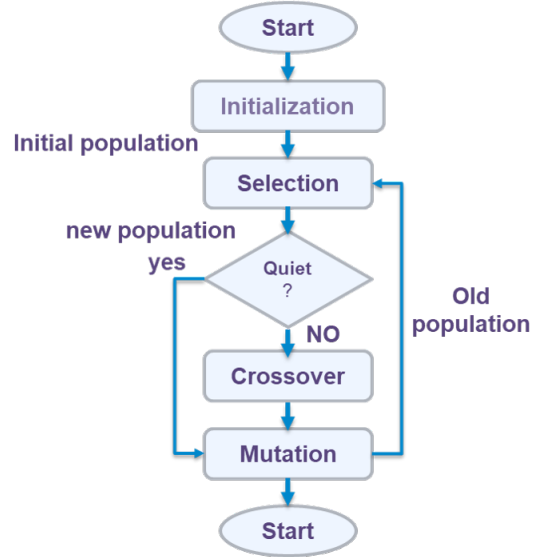 Start
Initialization
Initial population
Selection
new population
yes
Quiet
?
Old
population
NO
Crossover
Mutation
Start